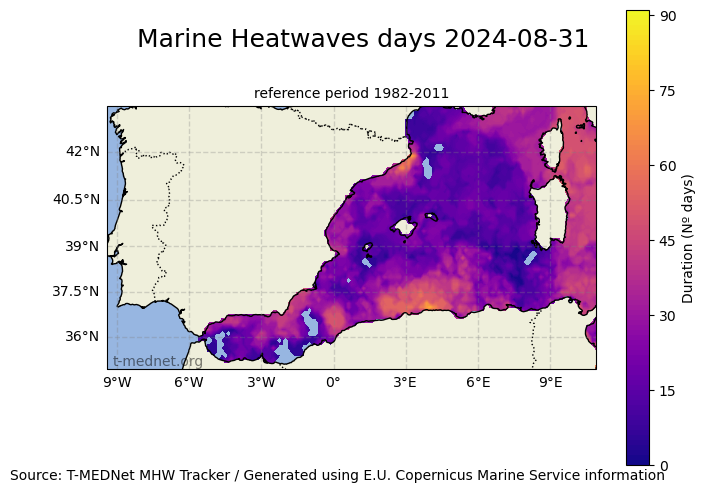 Marine Heatwaves days 2024-08-31
reference period 1982-2011
90
75
60
45
30
15
0
Duration (Nº days)
42°N
40.5°N
39°N
37.5°N
36°N
t-mednet.org
9°W 6°W 3°W 0° 3°E 6°E 9°E
Source: T-MEDNet MHW Tracker / Generated using E.U. Copernicus Marine Service information